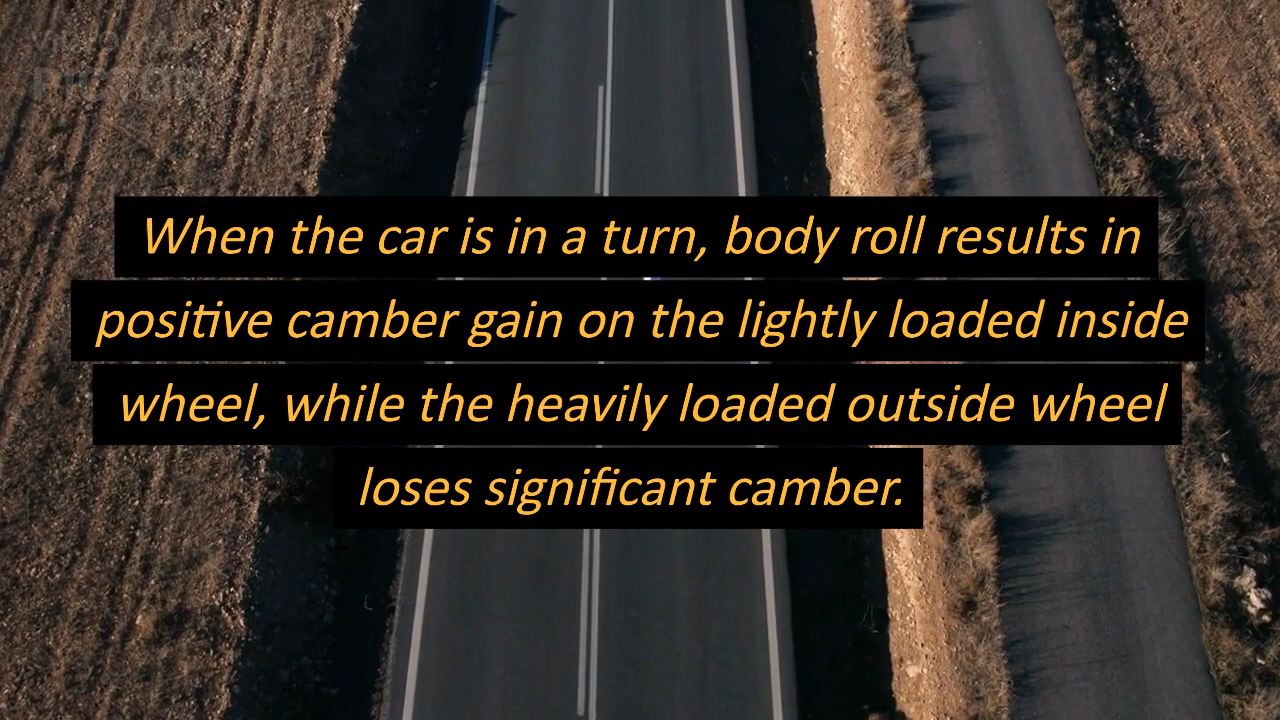 When the car is in a turn, body roll results in
positive camber gain on the lightly loaded inside
wheel, while the heavily loaded outside wheel
loses significant camber.